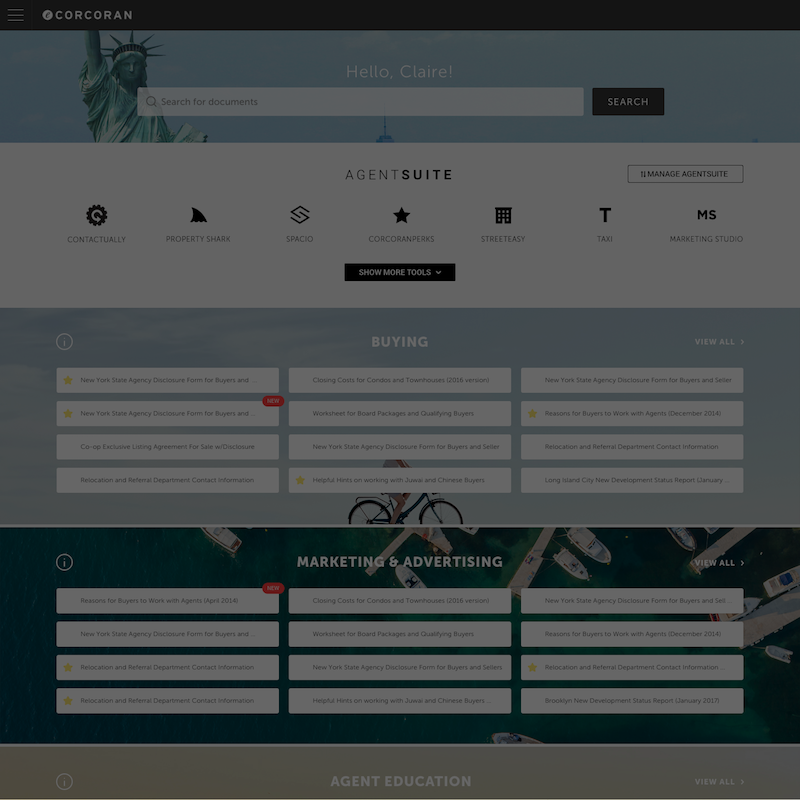 CORCORAN
Hello, Claire!
Search for documents
SEARCH
AGENTSUITE
MANAGE AGENTSUITE
CONTACTUALLY PROPERTY SHARK SPACIO CORCORANPERKS STREETEASY T TAXI MS MARKETING STUDIO
SHOW MORE TOOLS
BUYING
VIEW ALL
New York State Agency Disclosure Form for Buyers and ...
Closing Costs for Condos and Townhouses (2016 version)
New York State Agency Disclosure Form for Buyers and Seller
New York State Agency Disclosure Form for Buyers and ...
NEW
Worksheet for Board Packages and Qualifying Buyers
Reasons for Buyers to Work with Agents (December 2014)
Co-op Exclusive Listing Agreement For Sale w/Disclosure
New York State Agency Disclosure Form for Buyers and Seller
Relocation and Referral Department Contact Information
Relocation and Referral Department Contact Information
Helpful Hints on working with Juwai and Chinese Buyers
Long Island City New Development Status Report (January ...
MARKETING & ADVERTISING
VIEW ALL
Reasons for Buyers to Work with Agents (April 2014)
NEW
Closing Costs for Condos and Townhouses (2016 version)
New York State Agency Disclosure Form for Buyers and Sel ...
New York State Agency Disclosure Form for Buyers and ...
Worksheet for Board Packages and Qualifying Buyers
Reasons for Buyers to Work with Agents (December 2014)
Relocation and Referral Department Contact Information
New York State Agency Disclosure Form for Buyers and Sellers
Relocation and Referral Department Contact Information ...
Relocation and Referral Department Contact Information
Helpful Hints on working with Juwai and Chinese Buyers ...
Brooklyn New Development Status Report (January 2017)
AGENT EDUCATION
VIEW ALL